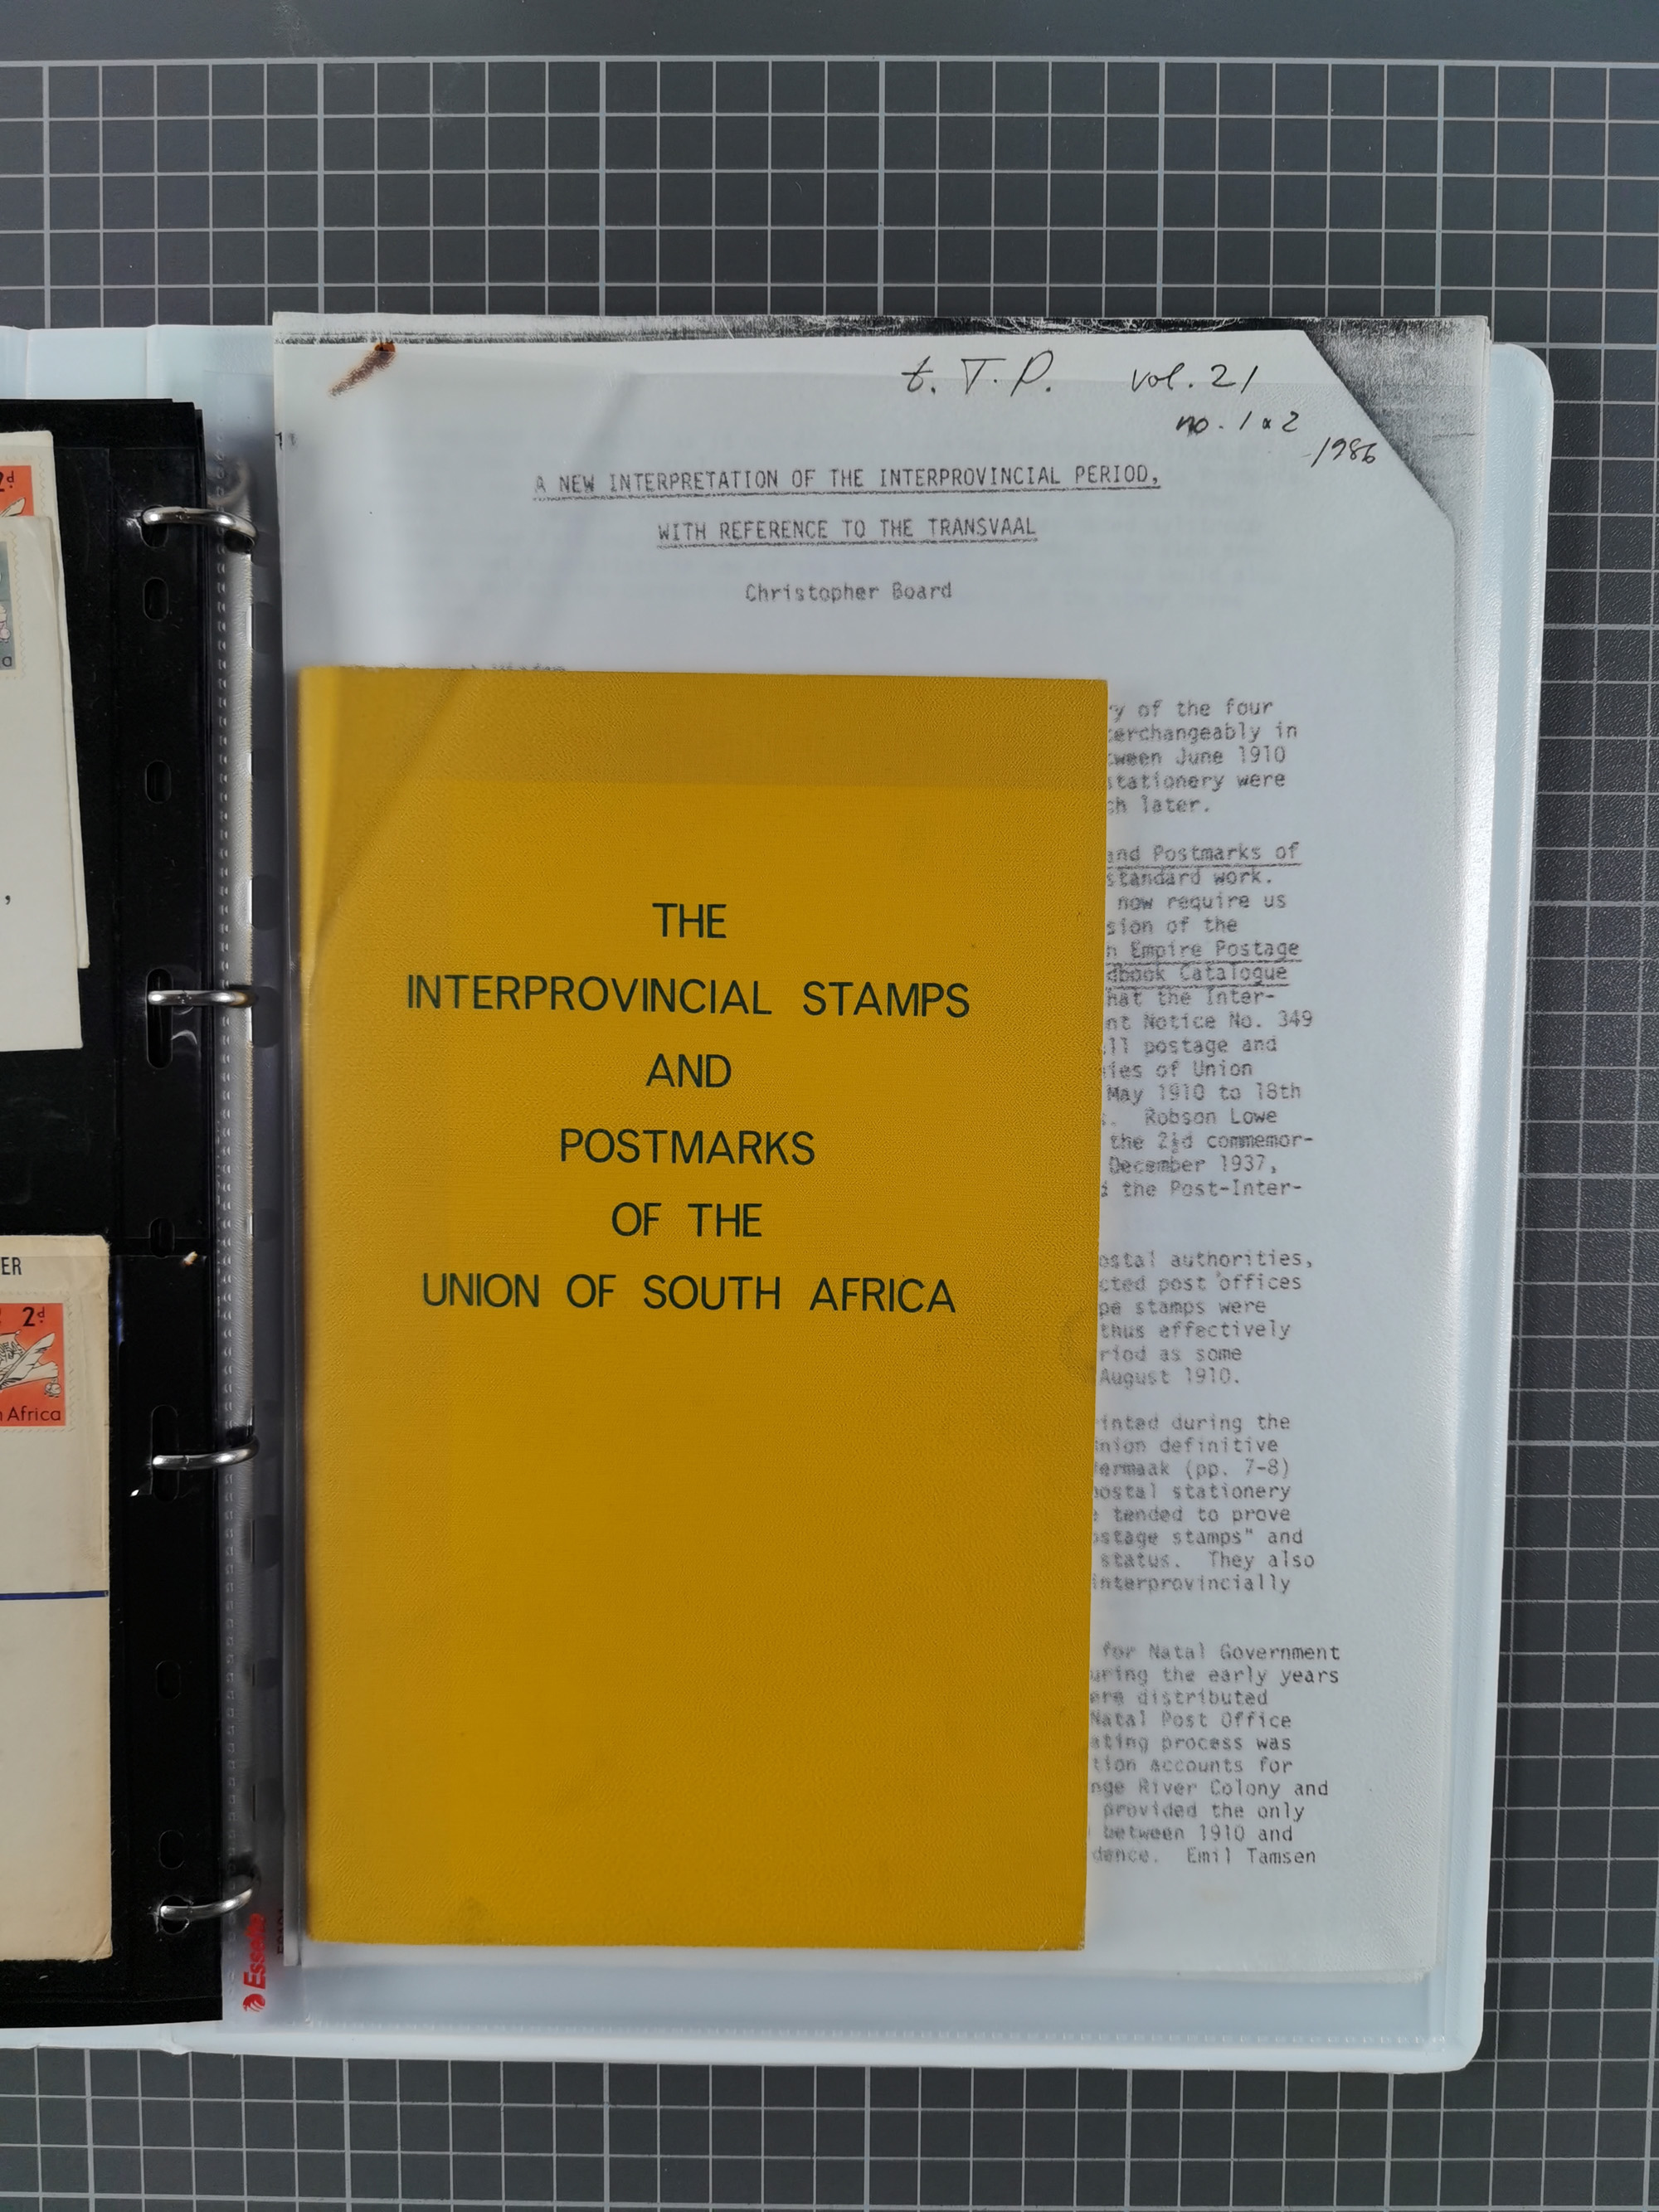 t. T. P. vol. 21
no. 1 & 2
1986
A NEW INTERPRETATION OF THE INTERPROVINCIAL PERIOD,
WITH REFERENCE TO THE TRANSVAAL
Christopher Board
THE
INTERPROVINCIAL STAMPS
AND
POSTMARKS
OF THE
UNION OF SOUTH AFRICA
y of the four
erchangeably in
ween June 1910
stationery were
h later.
and Postmarks of
standard work.
now require us
sion of the
n Empire Postage
dbook Catalogue
hat the Inter-
nt Notice No. 349
ll postage and
ies of Union
May 1910 to 18th
. Robson Lowe
the 2½d commemor-
December 1937,
d the Post-Inter-
ostal authorities,
cted post offices
pe stamps were
thus effectively
riod as some
August 1910.
inted during the
nion definitive
Vermaak (pp. 7-8)
postal stationery
e tended to prove
ostage stamps" and
status. They also
interprovincially
for Natal Government
uring the early years
ere distributed
Natal Post Office
ating process was
tion accounts for
nge River Colony and
provided the only
between 1910 and
dence. Emil Tamsen
2d
a
,
ER
2d
Africa
Esselte